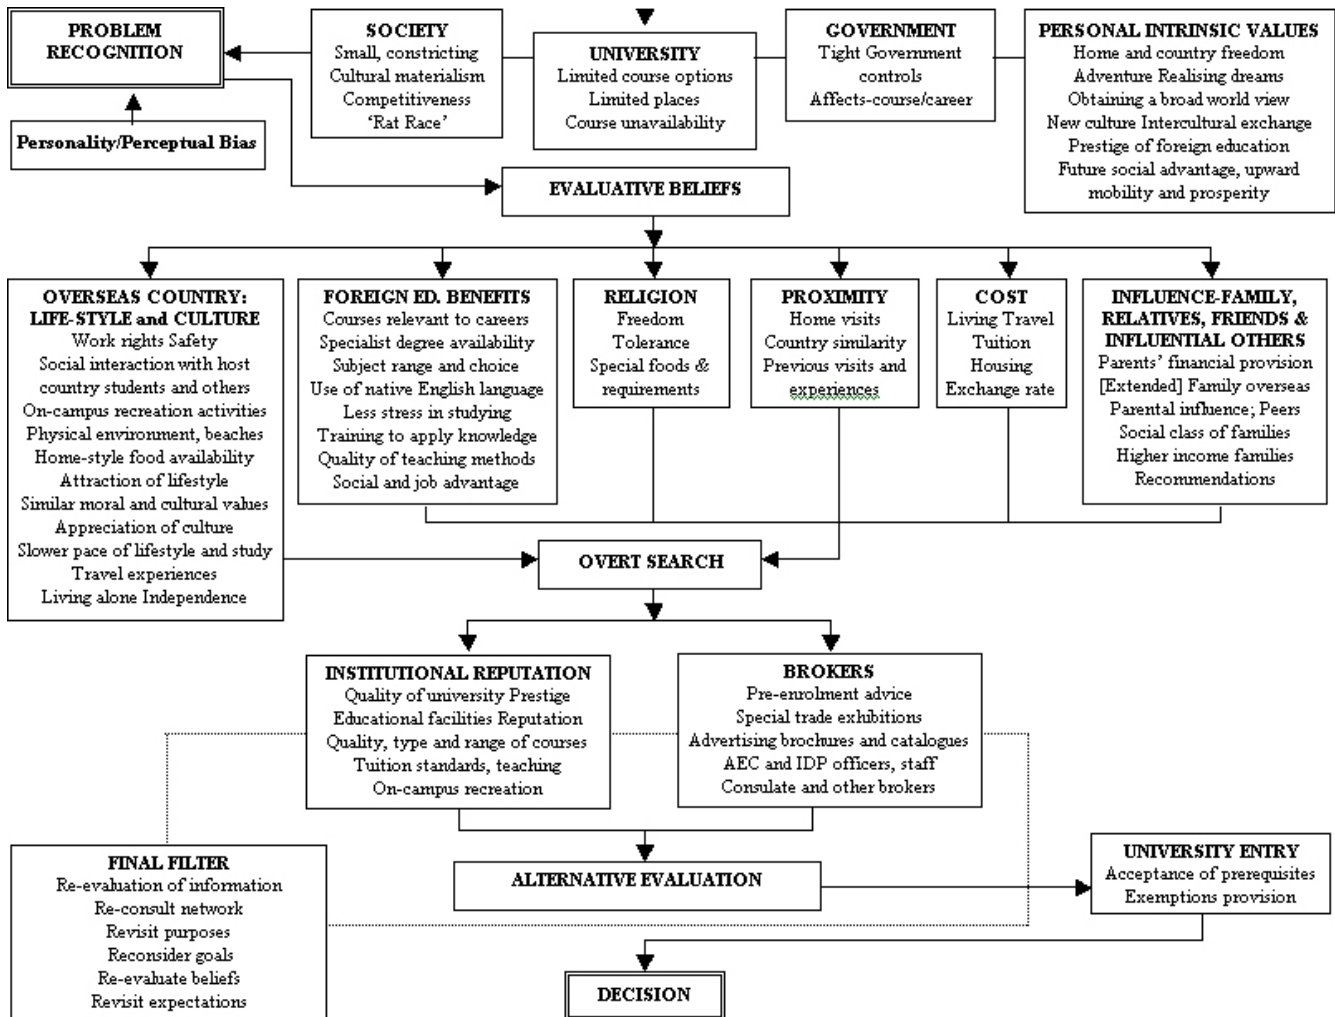 PROBLEM
RECOGNITION
Personality/Perceptual Bias
SOCIETY
Small, constricting
Cultural materialism
Competitiveness
‘Rat Race’
UNIVERSITY
Limited course options
Limited places
Course unavailability
GOVERNMENT
Tight Government
controls
Affects-course/career
PERSONAL INTRINSIC VALUES
Home and country freedom
Adventure Realising dreams
Obtaining a broad world view
New culture Intercultural exchange
Prestige of foreign education
Future social advantage, upward
mobility and prosperity
EVALUATIVE BELIEFS
OVERSEAS COUNTRY:
LIFE-STYLE and CULTURE
Work rights Safety
Social interaction with host
country students and others
On-campus recreation activities
Physical environment, beaches
Home-style food availability
Attraction of lifestyle
Similar moral and cultural values
Appreciation of culture
Slower pace of lifestyle and study
Travel experiences
Living alone Independence
FOREIGN ED. BENEFITS
Courses relevant to careers
Specialist degree availability
Subject range and choice
Use of native English language
Less stress in studying
Training to apply knowledge
Quality of teaching methods
Social and job advantage
RELIGION
Freedom
Tolerance
Special foods &
requirements
PROXIMITY
Home visits
Country similarity
Previous visits and
experiences
COST
Living Travel
Tuition
Housing
Exchange rate
INFLUENCE-FAMILY,
RELATIVES, FRIENDS &
INFLUENTIAL OTHERS
Parents’ financial provision
[Extended] Family overseas
Parental influence; Peers
Social class of families
Higher income families
Recommendations
OVERT SEARCH
INSTITUTIONAL REPUTATION
Quality of university Prestige
Educational facilities Reputation
Quality, type and range of courses
Tuition standards, teaching
On-campus recreation
BROKERS
Pre-enrolment advice
Special trade exhibitions
Advertising brochures and catalogues
AEC and IDP officers, staff
Consulate and other brokers
FINAL FILTER
Re-evaluation of information
Re-consult network
Revisit purposes
Reconsider goals
Re-evaluate beliefs
Revisit expectations
ALTERNATIVE EVALUATION
UNIVERSITY ENTRY
Acceptance of prerequisites
Exemptions provision
DECISION